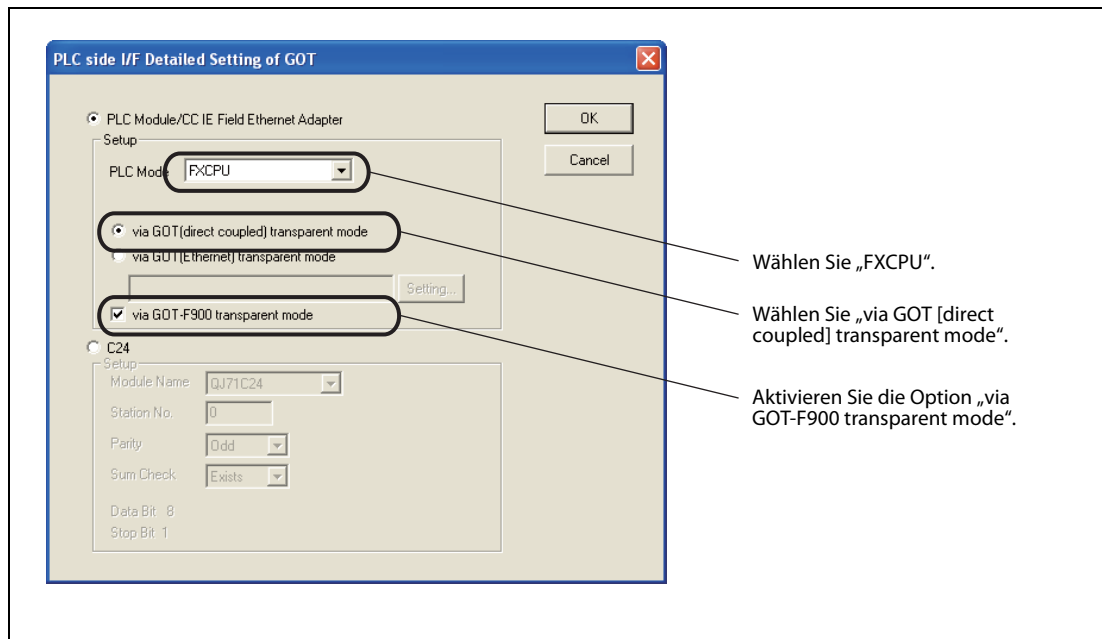 PLC side I/F Detailed Setting of GOT
PLC Module/CC IE Field Ethernet Adapter
OK
Setup
Cancel
PLC Mode FXCPU
via GOT(direct coupled) transparent mode
via GOT(Ethernet) transparent mode
Setting...
via GOT-F900 transparent mode
C24
Setup
Module Name QJ71C24
Station No. 0
Parity Odd
Sum Check Exists
Data Bit 8
Stop Bit 1
Wählen Sie „FXCPU“.
Wählen Sie „via GOT [direct
coupled] transparent mode“.
Aktivieren Sie die Option „via
GOT-F900 transparent mode“.